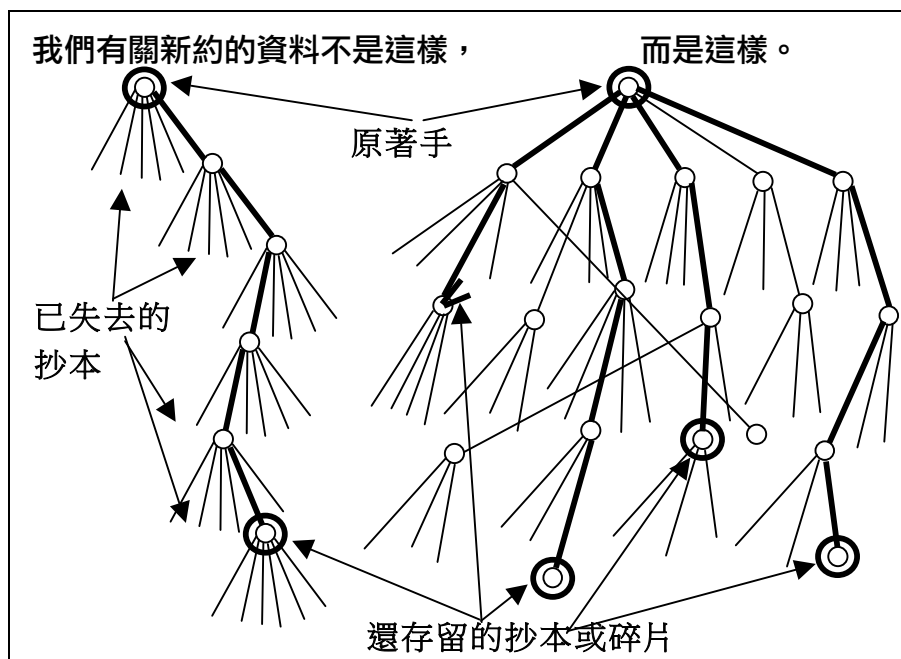 我們有關新約的資料不是這樣，
而是這樣。
原著手
已失去的
抄本
還存留的抄本或碎片